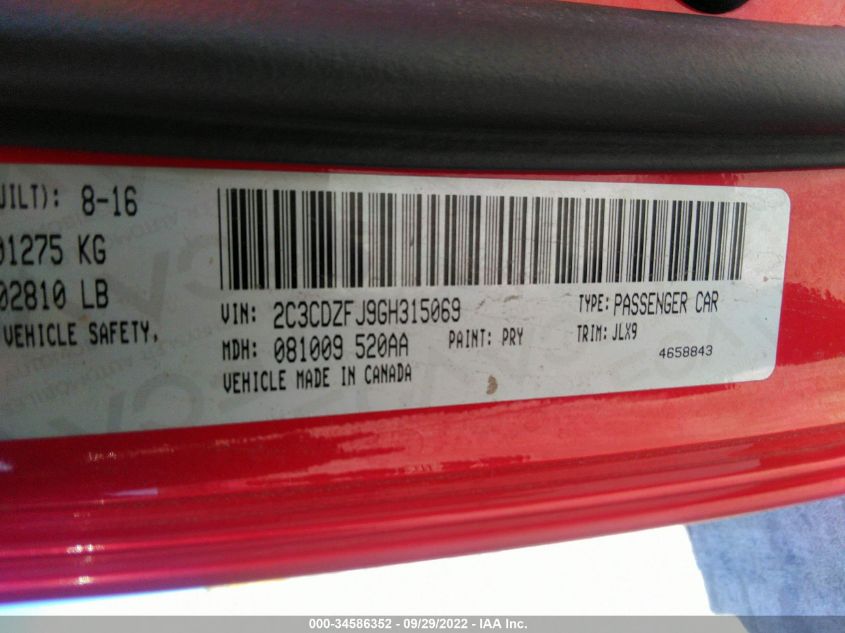 UILT): 8-16
01275 KG
02810 LB
VEHICLE SAFETY,
VIN: 2C3CDZFJ9GH315069
TYPE: PASSENGER CAR
MDH: 081009 520AA
PAINT: PRY
TRIM: JLX9
VEHICLE MADE IN CANADA
4658843
000-34586352 - 09/29/2022 - IAA Inc.